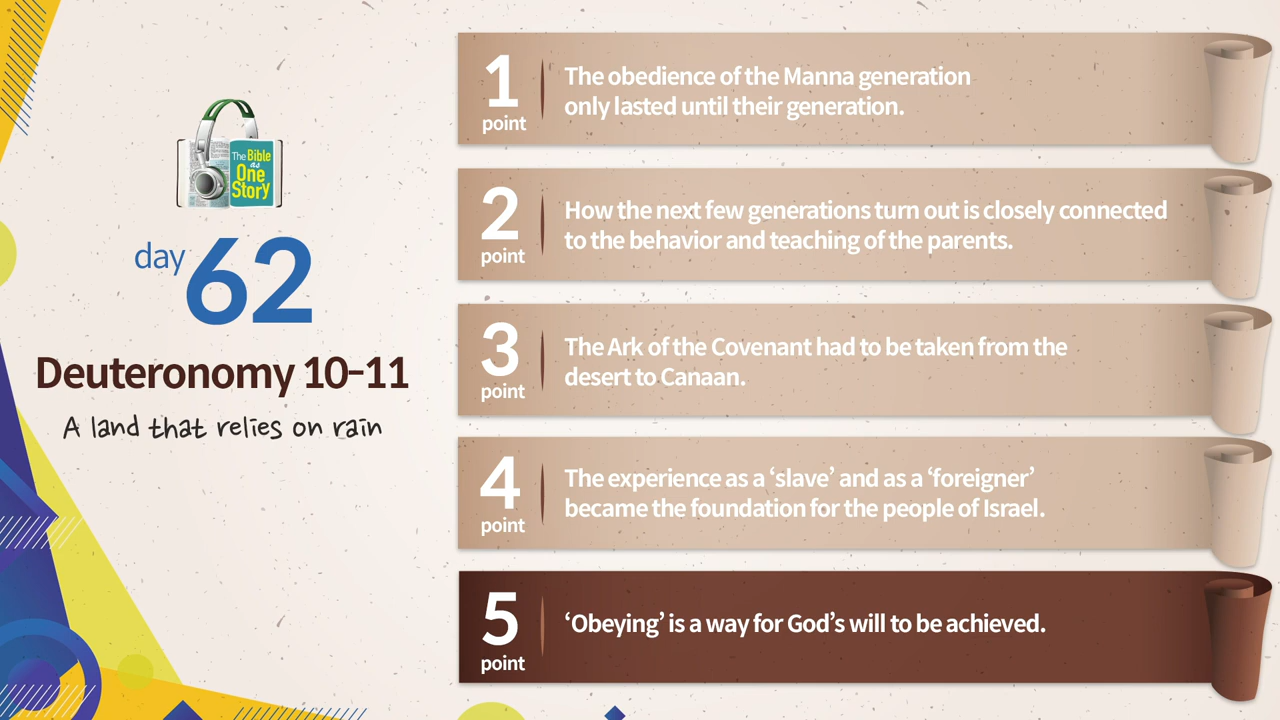 The Bible
as
One
Story
day 62
Deuteronomy 10-11
A land that relies on rain
1
point
The obedience of the Manna generation
only lasted until their generation.
2
point
How the next few generations turn out is closely connected
to the behavior and teaching of the parents.
3
point
The Ark of the Covenant had to be taken from the
desert to Canaan.
4
point
The experience as a ‘slave’ and as a ‘foreigner’
became the foundation for the people of Israel.
5
point
‘Obeying’ is a way for God’s will to be achieved.